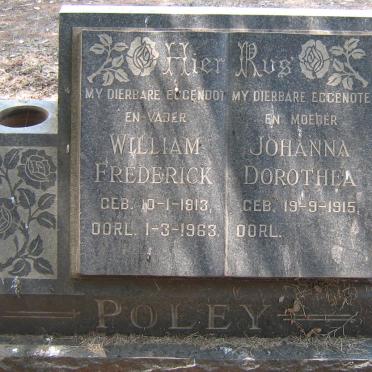 Hier Rus
MY DIERBARE EGGENOOT
EN VADER
WILLIAM
FREDERICK
GEB. 10-1-1913.
OORL. 1-3-1963.
MY DIERBARE EGGENOTE
EN MOEDER
JOHANNA
DOROTHEA
GEB. 19-9-1915.
OORL.
POLEY